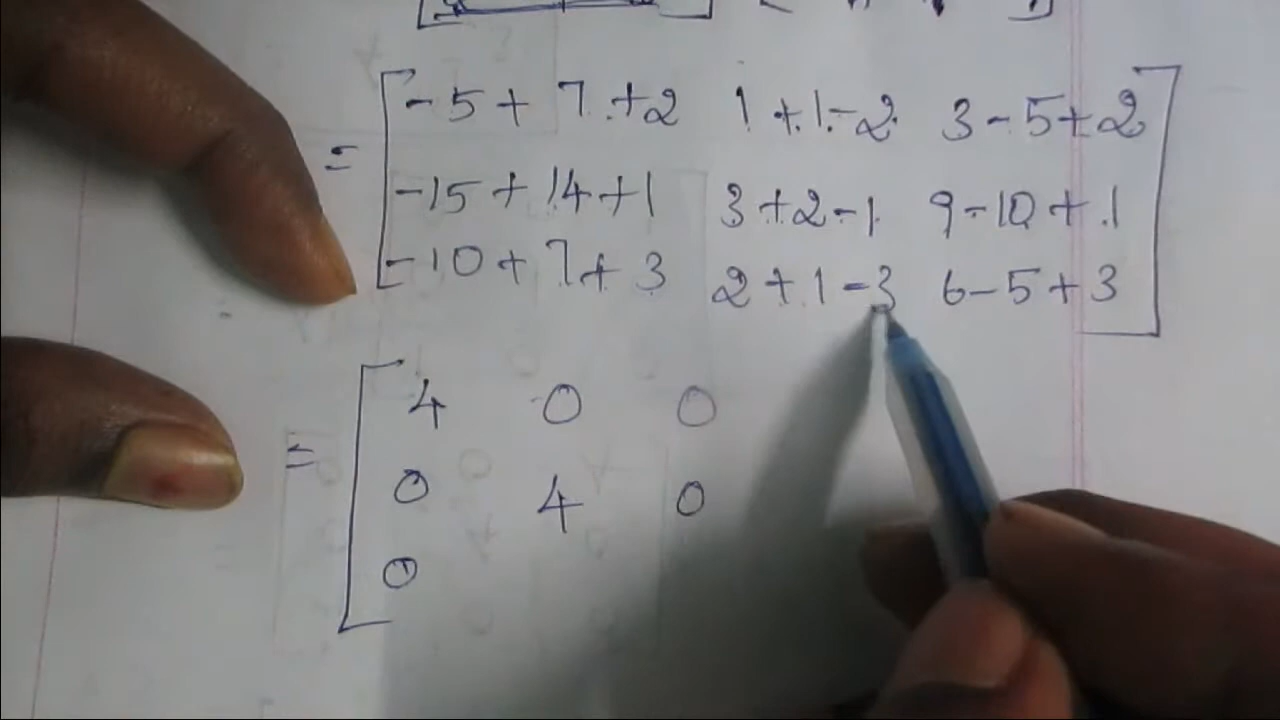 = [ -5+7+2 1+1-2 3-5+2 ]
-15+14+1 3+2-1 9-10+1
-10+7+3 2+1-3 6-5+3
= [ 4 0 0
0 4 0
0